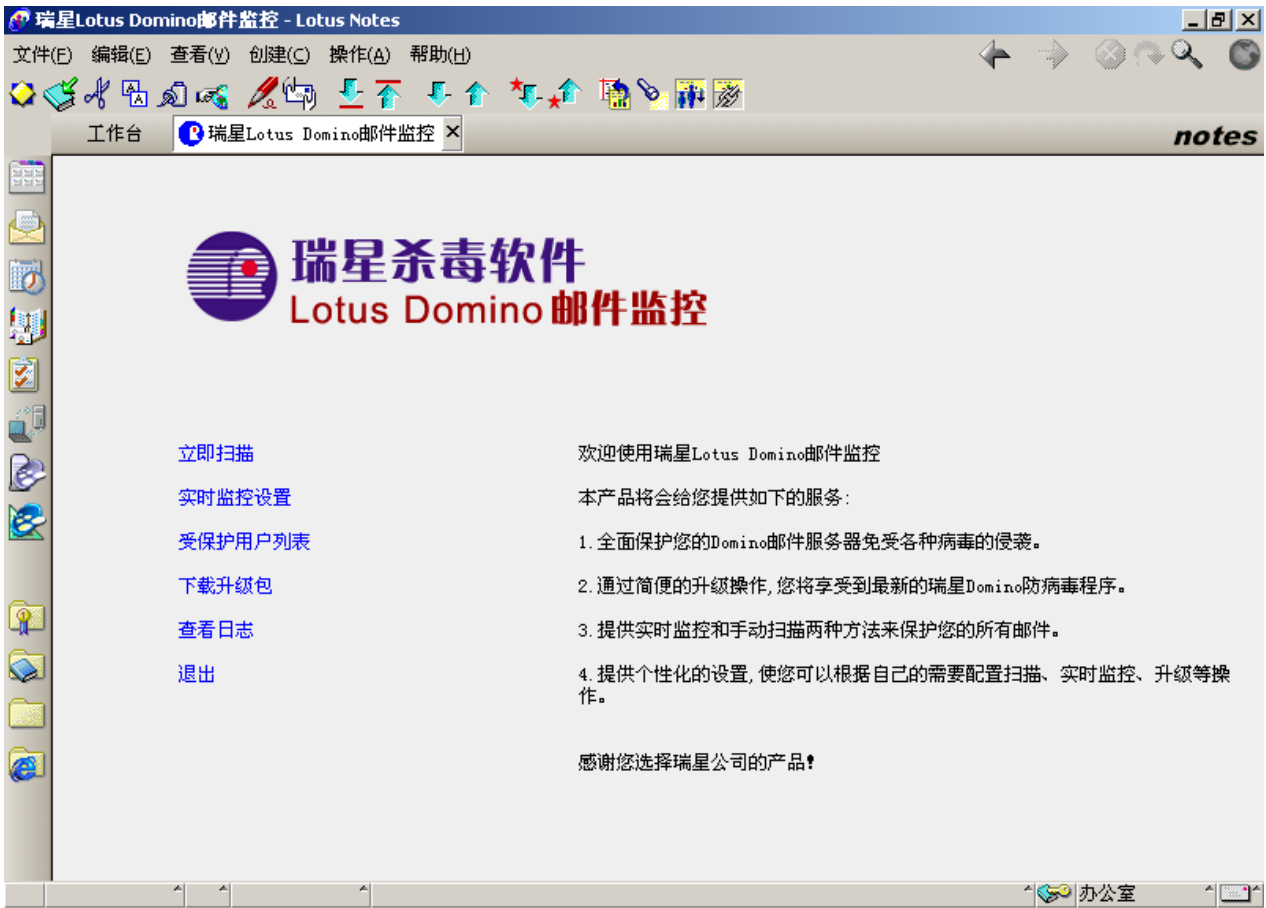 瑞星Lotus Domino邮件监控 - Lotus Notes
文件(F) 编辑(E) 查看(V) 创建(C) 操作(A) 帮助(H)
工作台 瑞星Lotus Domino邮件监控 notes
瑞星杀毒软件
Lotus Domino邮件监控
立即扫描
实时监控设置
受保护用户列表
下载升级包
查看日志
退出
欢迎使用瑞星Lotus Domino邮件监控
本产品将会给您提供如下的服务:
1.全面保护您的Domino邮件服务器免受各种病毒的侵袭。
2.通过简便的升级操作,您将享受到最新的瑞星Domino防病毒程序。
3.提供实时监控和手动扫描两种方法来保护您的所有邮件。
4.提供个性化的设置,使您可以根据自己的需要配置扫描、实时监控、升级等操
作。
感谢您选择瑞星公司的产品!
办公室